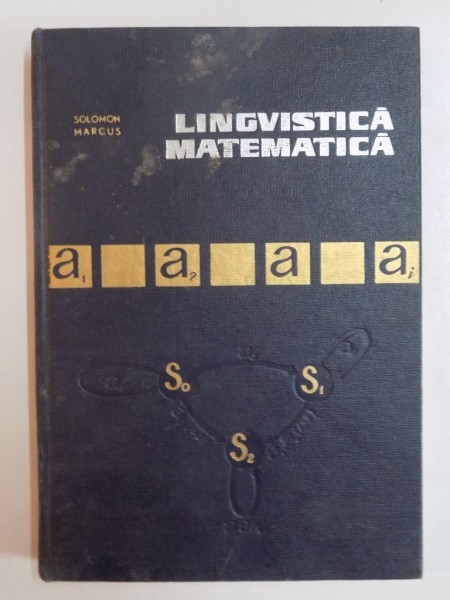 SOLOMON
MARCUS
LINGVISTICĂ
MATEMATICĂ
a₁ a₂ a aᵢ
S₀ S₁
S₂